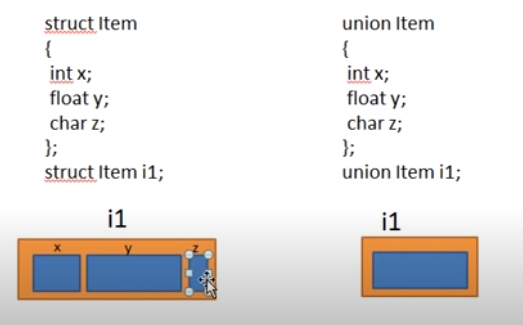 struct Item
{
int x;
float y;
char z;
};
struct Item i1;
i1
x y z
union Item
{
int x;
float y;
char z;
};
union Item i1;
i1